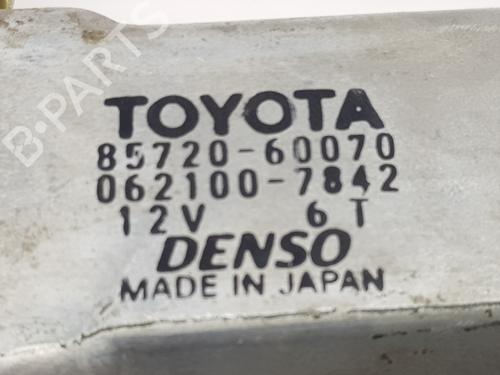 B-PARTS
TOYOTA
85720-60070
062100-7842
12V 6T
DENSO
MADE IN JAPAN